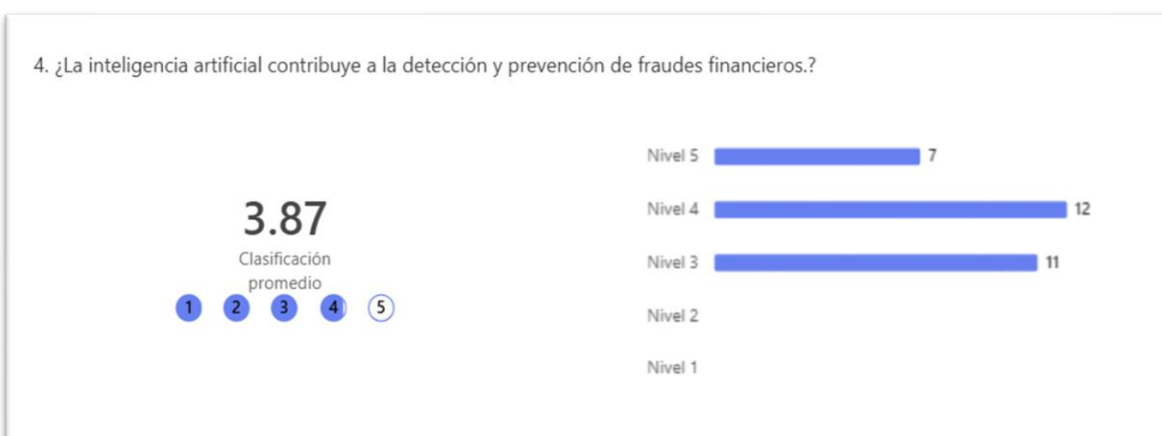 4. ¿La inteligencia artificial contribuye a la detección y prevención de fraudes financieros.?
3.87
Clasificación
promedio
1 2 3 4 5
Nivel 5 7
Nivel 4 12
Nivel 3 11
Nivel 2
Nivel 1